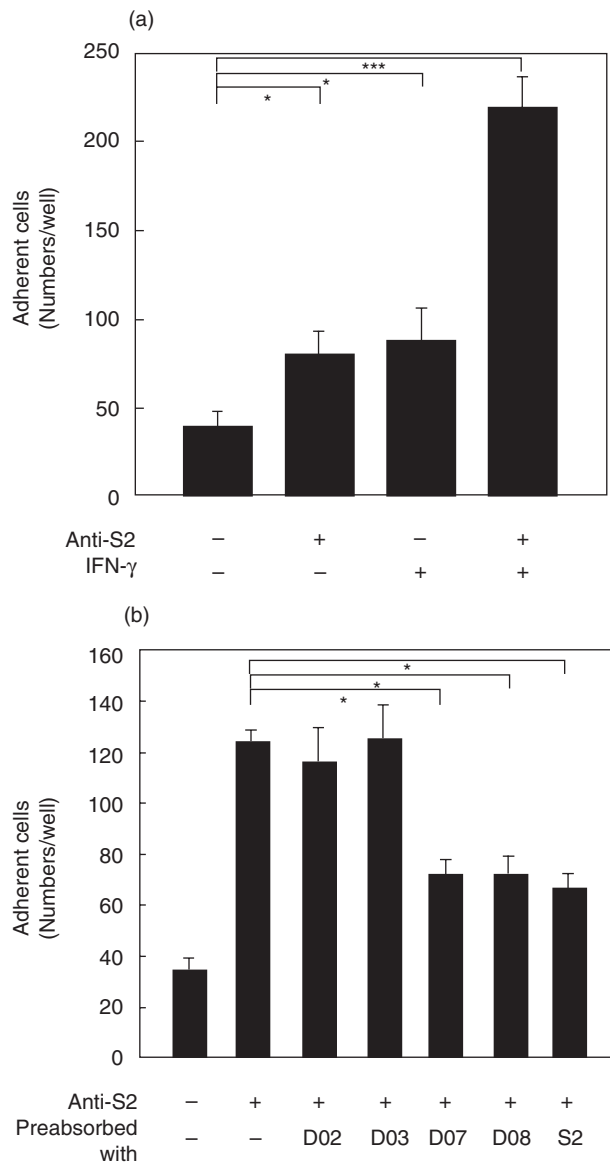 (a)
250
200
150
100
50
0
Adherent cells
(Numbers/well)
***
*
*
Anti-S2 – + – +
IFN-γ – – + +
(b)
160
140
120
100
80
60
40
20
0
Adherent cells
(Numbers/well)
*
*
*
Anti-S2 – + + + + + +
Preabsorbed
with – – D02 D03 D07 D08 S2